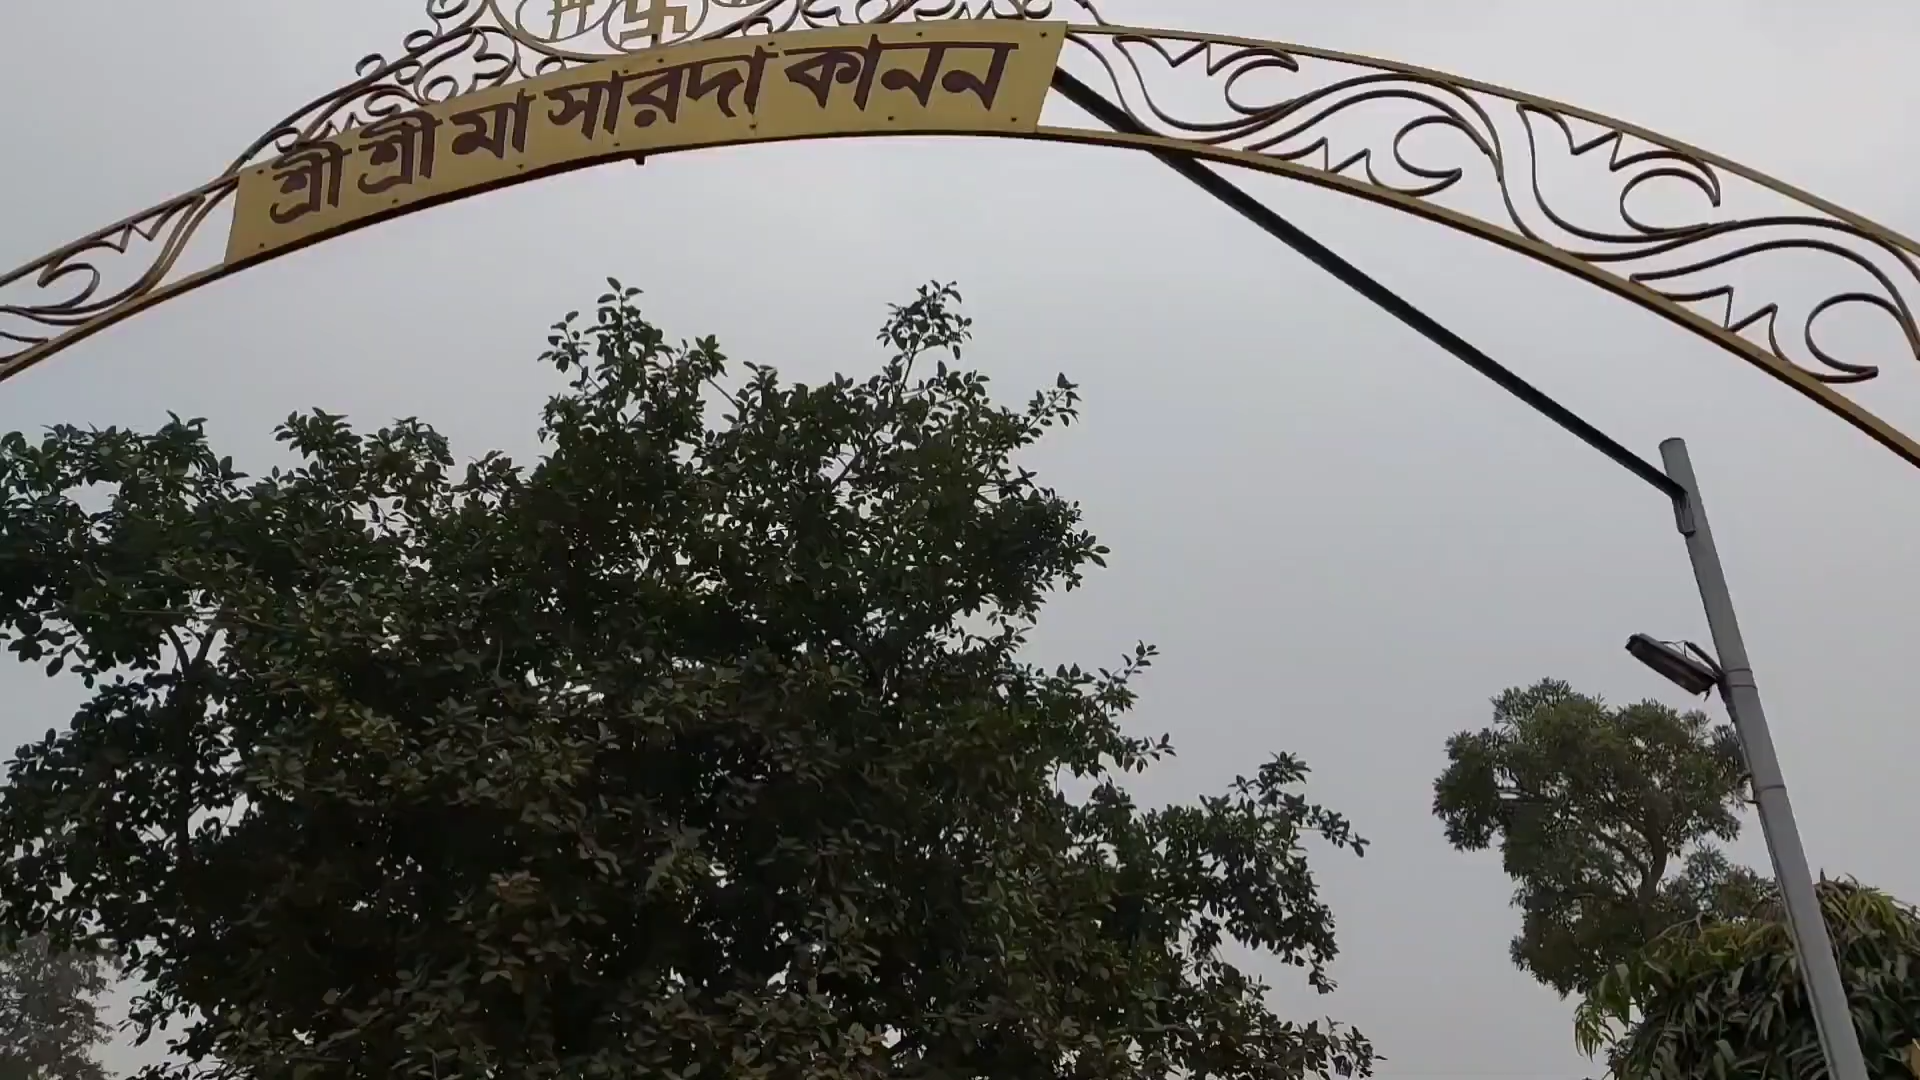 শ্রী শ্রী মা সারদা কানন